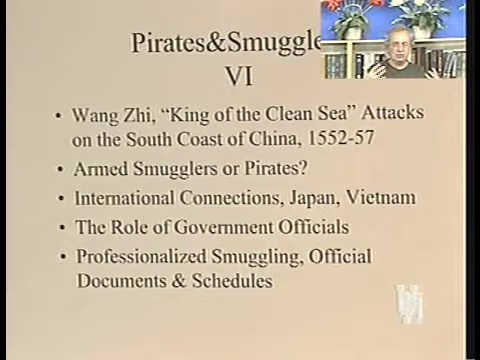 Pirates&Smuggle
VI
• Wang Zhi, “King of the Clean Sea” Attacks
on the South Coast of China, 1552-57
• Armed Smugglers or Pirates?
• International Connections, Japan, Vietnam
• The Role of Government Officials
• Professionalized Smuggling, Official
Documents & Schedules